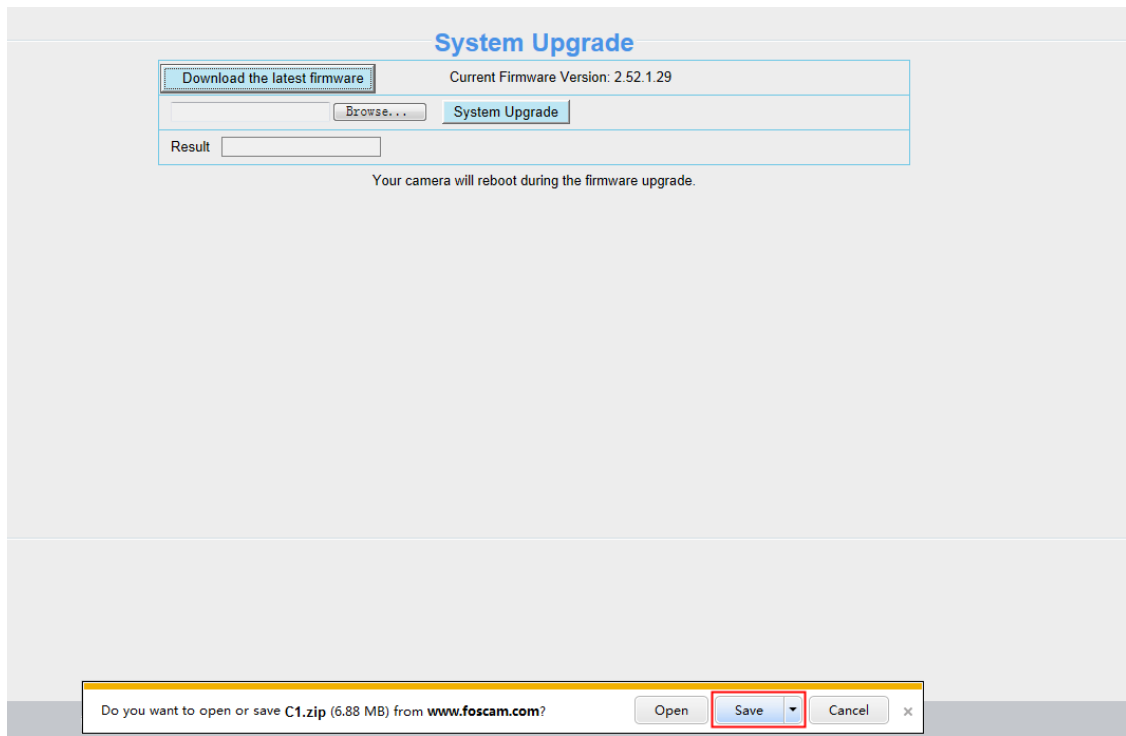 System Upgrade
Download the latest firmware Current Firmware Version: 2.52.1.29
Browse... System Upgrade
Result
Your camera will reboot during the firmware upgrade.
Do you want to open or save C1.zip (6.88 MB) from www.foscam.com? Open Save Cancel ×